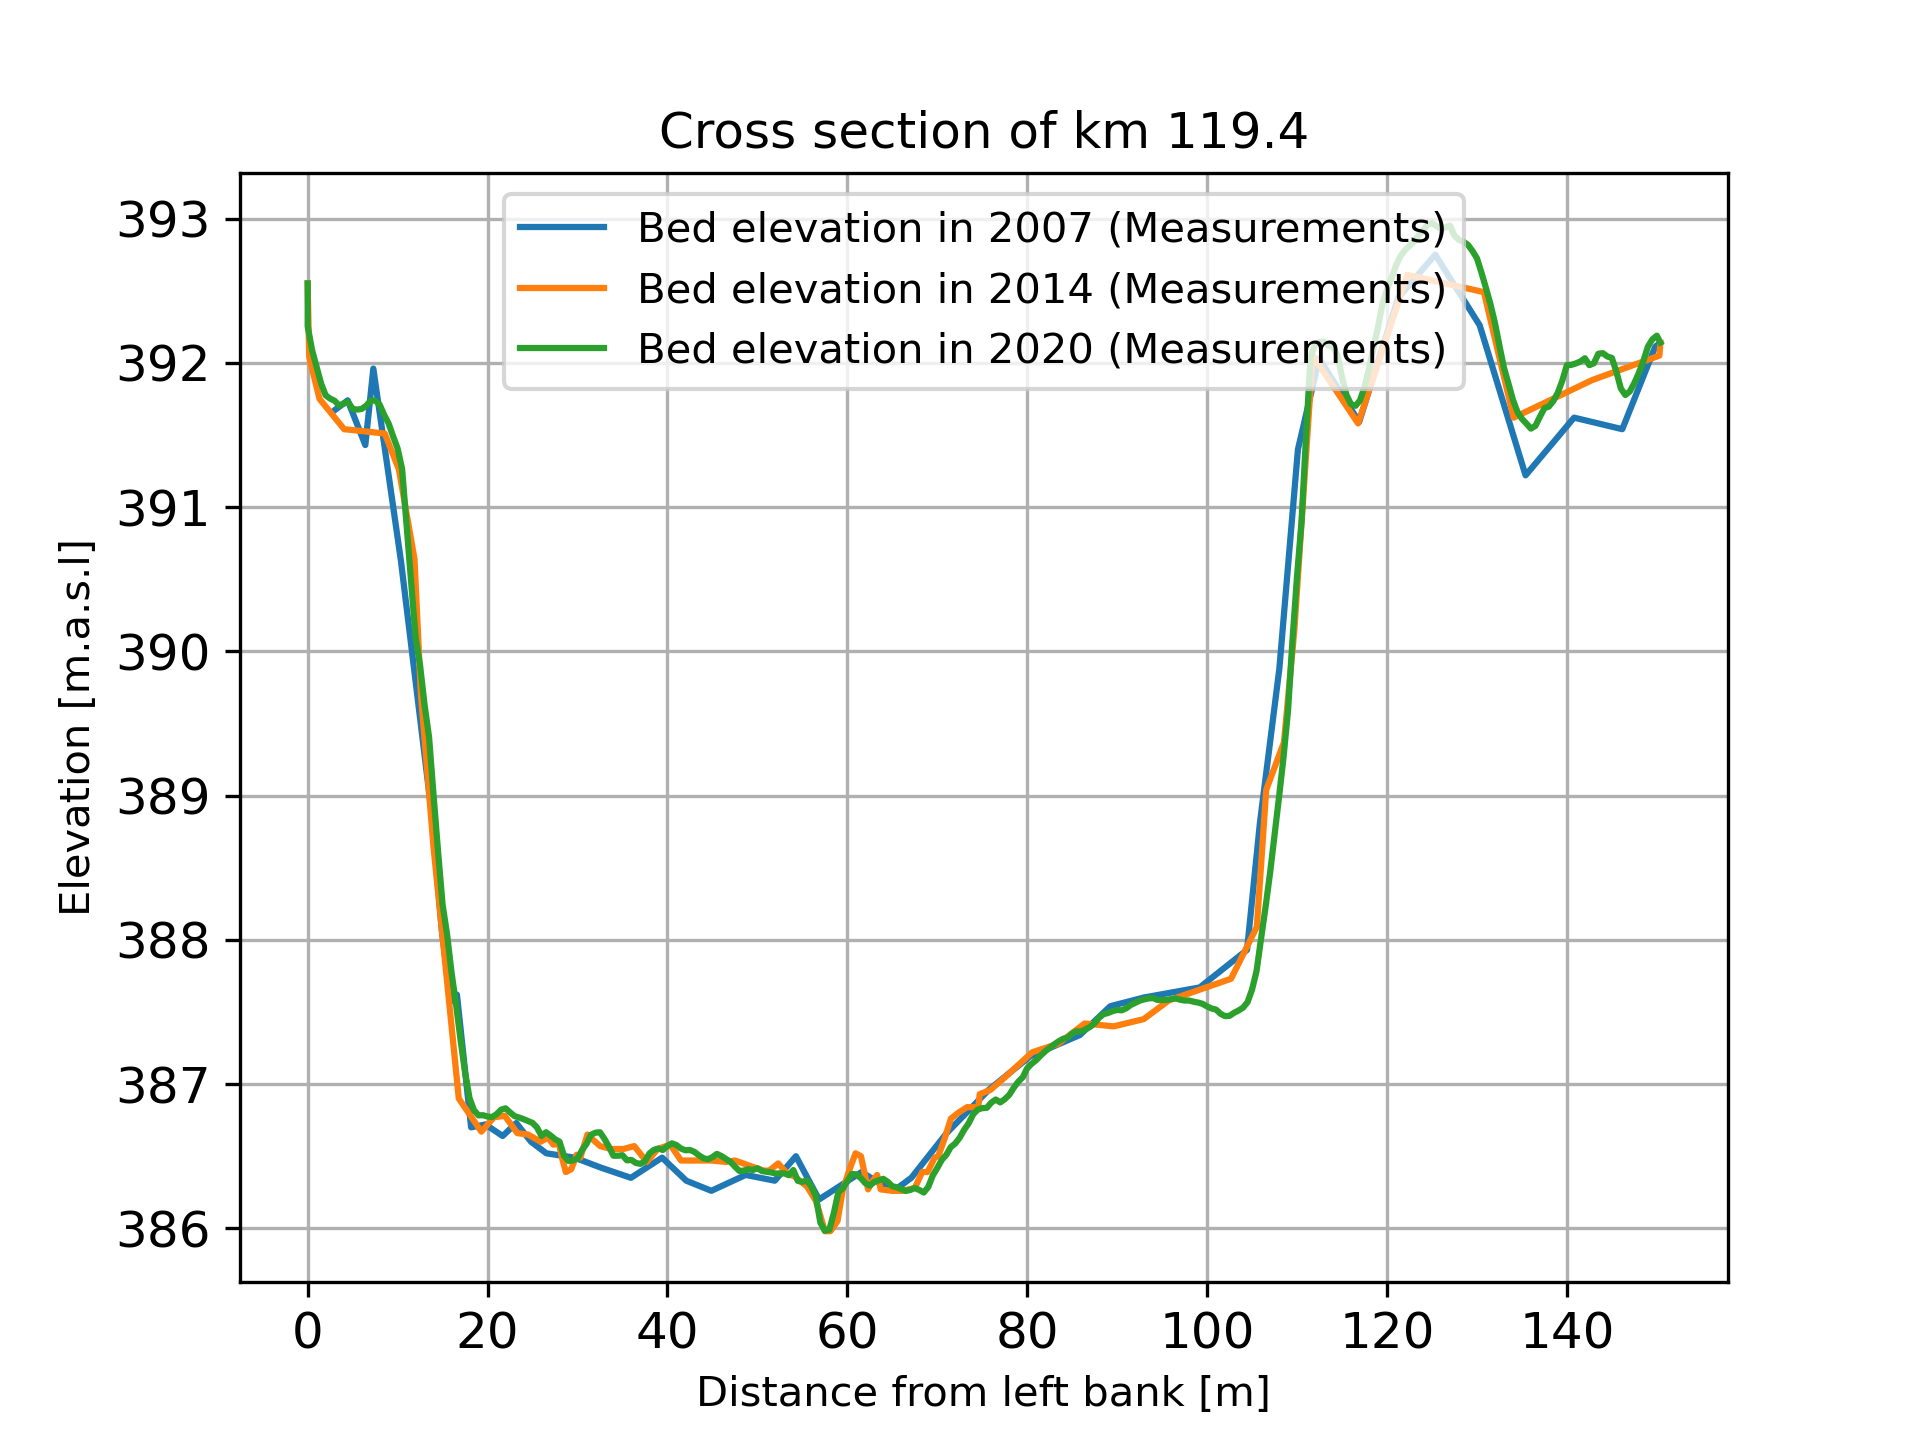 Cross section of km 119.4
Bed elevation in 2007 (Measurements)
Bed elevation in 2014 (Measurements)
Bed elevation in 2020 (Measurements)
393
392
391
390
389
388
387
386
Elevation [m.a.s.l]
0 20 40 60 80 100 120 140
Distance from left bank [m]